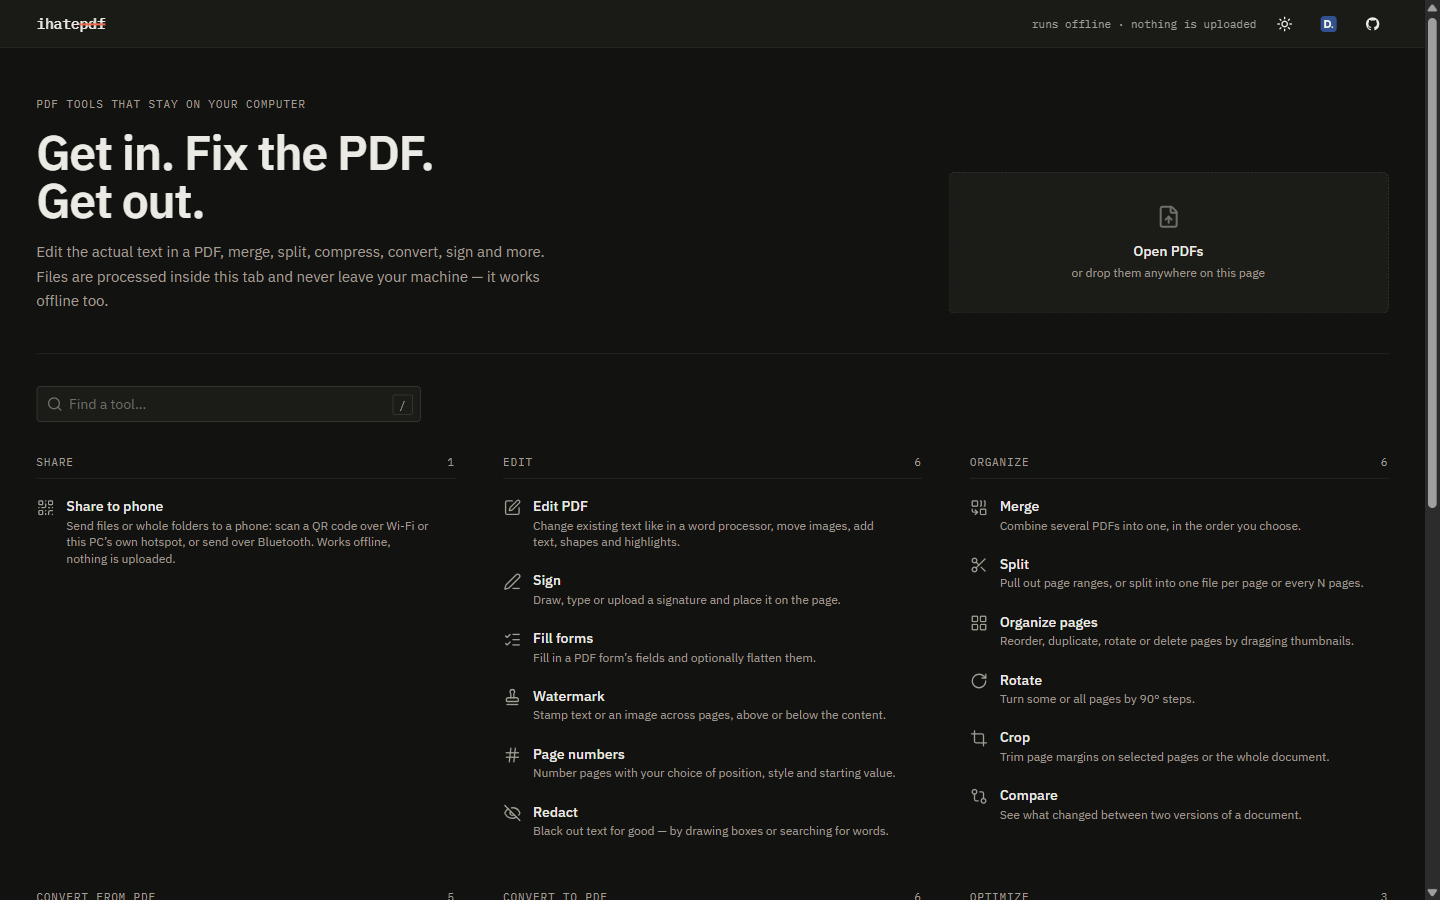 ihatepdf
runs offline · nothing is uploaded
D.
PDF TOOLS THAT STAY ON YOUR COMPUTER
Get in. Fix the PDF.
Get out.
Edit the actual text in a PDF, merge, split, compress, convert, sign and more.
Files are processed inside this tab and never leave your machine — it works
offline too.
Open PDFs
or drop them anywhere on this page
Find a tool...
/
SHARE 1
Share to phone
Send files or whole folders to a phone: scan a QR code over Wi-Fi or
this PC’s own hotspot, or send over Bluetooth. Works offline,
nothing is uploaded.
EDIT 6
Edit PDF
Change existing text like in a word processor, move images, add
text, shapes and highlights.
Sign
Draw, type or upload a signature and place it on the page.
Fill forms
Fill in a PDF form’s fields and optionally flatten them.
Watermark
Stamp text or an image across pages, above or below the content.
Page numbers
Number pages with your choice of position, style and starting value.
Redact
Black out text for good — by drawing boxes or searching for words.
ORGANIZE 6
Merge
Combine several PDFs into one, in the order you choose.
Split
Pull out page ranges, or split into one file per page or every N pages.
Organize pages
Reorder, duplicate, rotate or delete pages by dragging thumbnails.
Rotate
Turn some or all pages by 90° steps.
Crop
Trim page margins on selected pages or the whole document.
Compare
See what changed between two versions of a document.
CONVERT FROM PDF 5
CONVERT TO PDF 6
OPTIMIZE 3